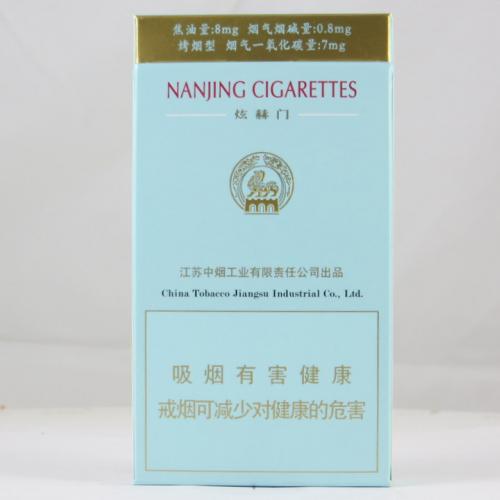 焦油量:8mg 烟气烟碱量:0.8mg
烤烟型 烟气一氧化碳量:7mg
NANJING CIGARETTES
炫赫门
江苏中烟工业有限责任公司出品
China Tobacco Jiangsu Industrial Co., Ltd.
吸烟有害健康
戒烟可减少对健康的危害